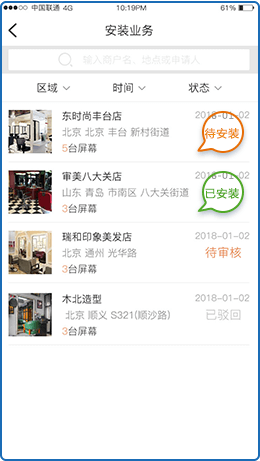 中国联通 4G 10:19PM 61%
安装业务
输入商户名、地点或申请人
区域 时间 状态
东时尚丰台店 2018-01-02
北京 北京 丰台 新村街道 待安装
5台屏幕
审美八大关店 2018-01-02
山东 青岛 市南区 八大关街道 已安装
3台屏幕
瑞和印象美发店 2018-01-02
北京 通州 光华路 待审核
3台屏幕
木北造型 2018-01-02
北京 顺义 S321(顺沙路) 已驳回
3台屏幕